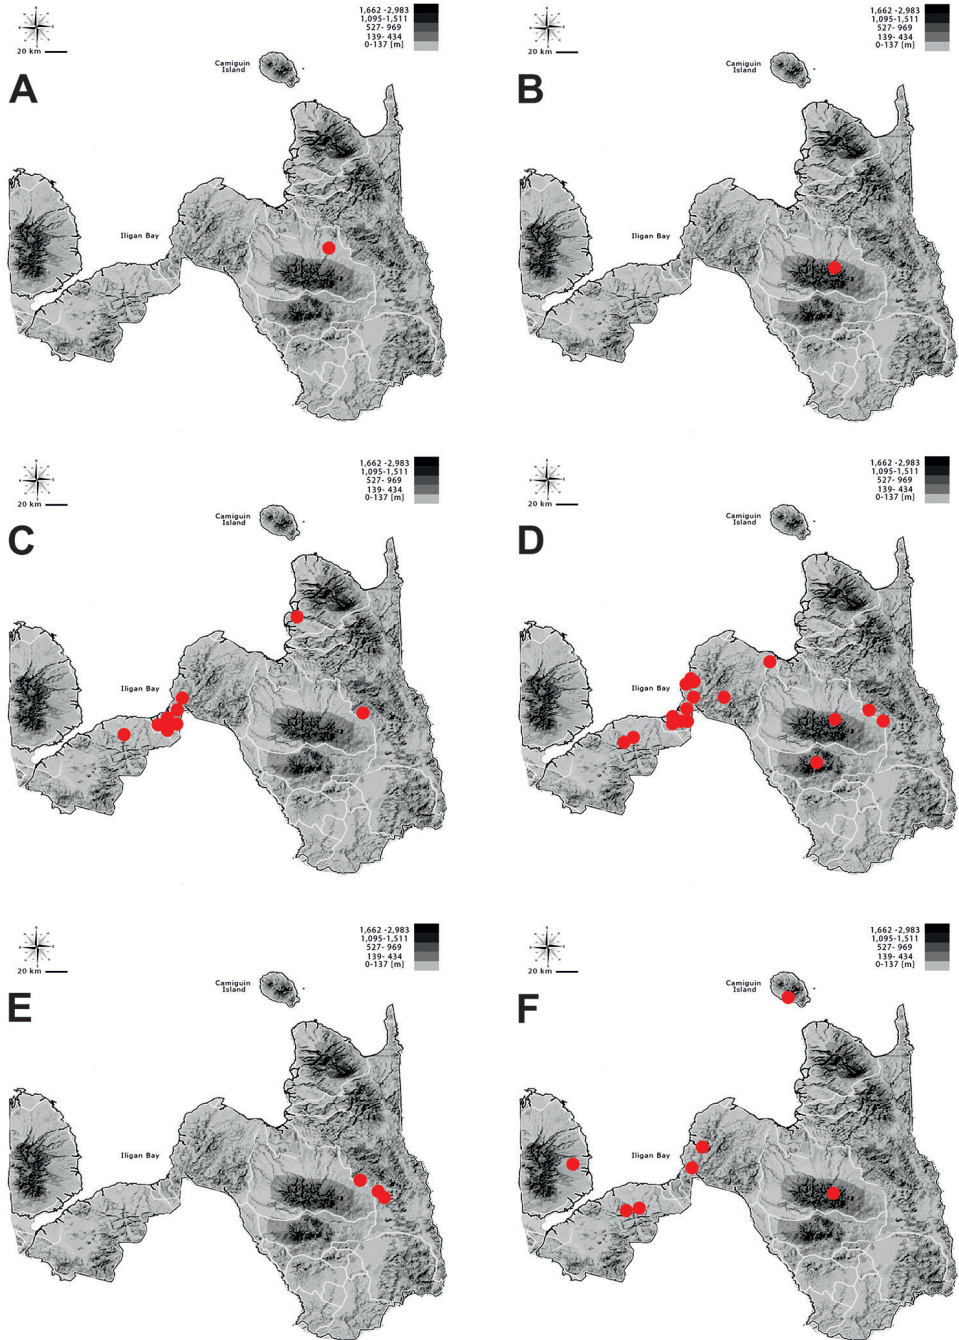 1,662 -2,983
1,095-1,511
527- 969
139- 434
0-137 [m]
20 km
Camiguin
Island
A
Iligan Bay
1,662 -2,983
1,095-1,511
527- 969
139- 434
0-137 [m]
20 km
Camiguin
Island
B
Iligan Bay
1,662 -2,983
1,095-1,511
527- 969
139- 434
0-137 [m]
20 km
Camiguin
Island
C
Iligan Bay
1,662 -2,983
1,095-1,511
527- 969
139- 434
0-137 [m]
20 km
Camiguin
Island
D
Iligan Bay
1,662 -2,983
1,095-1,511
527- 969
139- 434
0-137 [m]
20 km
Camiguin
Island
E
Iligan Bay
1,662 -2,983
1,095-1,511
527- 969
139- 434
0-137 [m]
20 km
Camiguin
Island
F
Iligan Bay